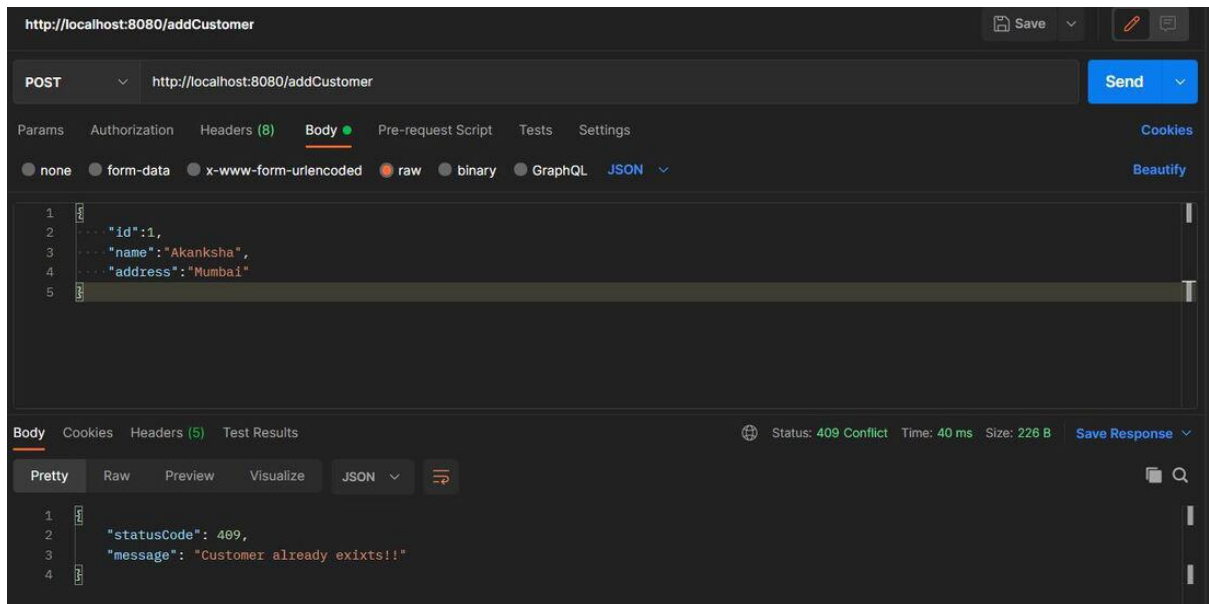 http://localhost:8080/addCustomer Save
POST http://localhost:8080/addCustomer Send
Params Authorization Headers (8) Body Pre-request Script Tests Settings Cookies
none form-data x-www-form-urlencoded raw binary GraphQL JSON Beautify
1 {
2 "id":1,
3 "name":"Akanksha",
4 "address":"Mumbai"
5 }
Body Cookies Headers (5) Test Results Status: 409 Conflict Time: 40 ms Size: 226 B Save Response
Pretty Raw Preview Visualize JSON
1 {
2 "statusCode": 409,
3 "message": "Customer already exixts!!"
4 }